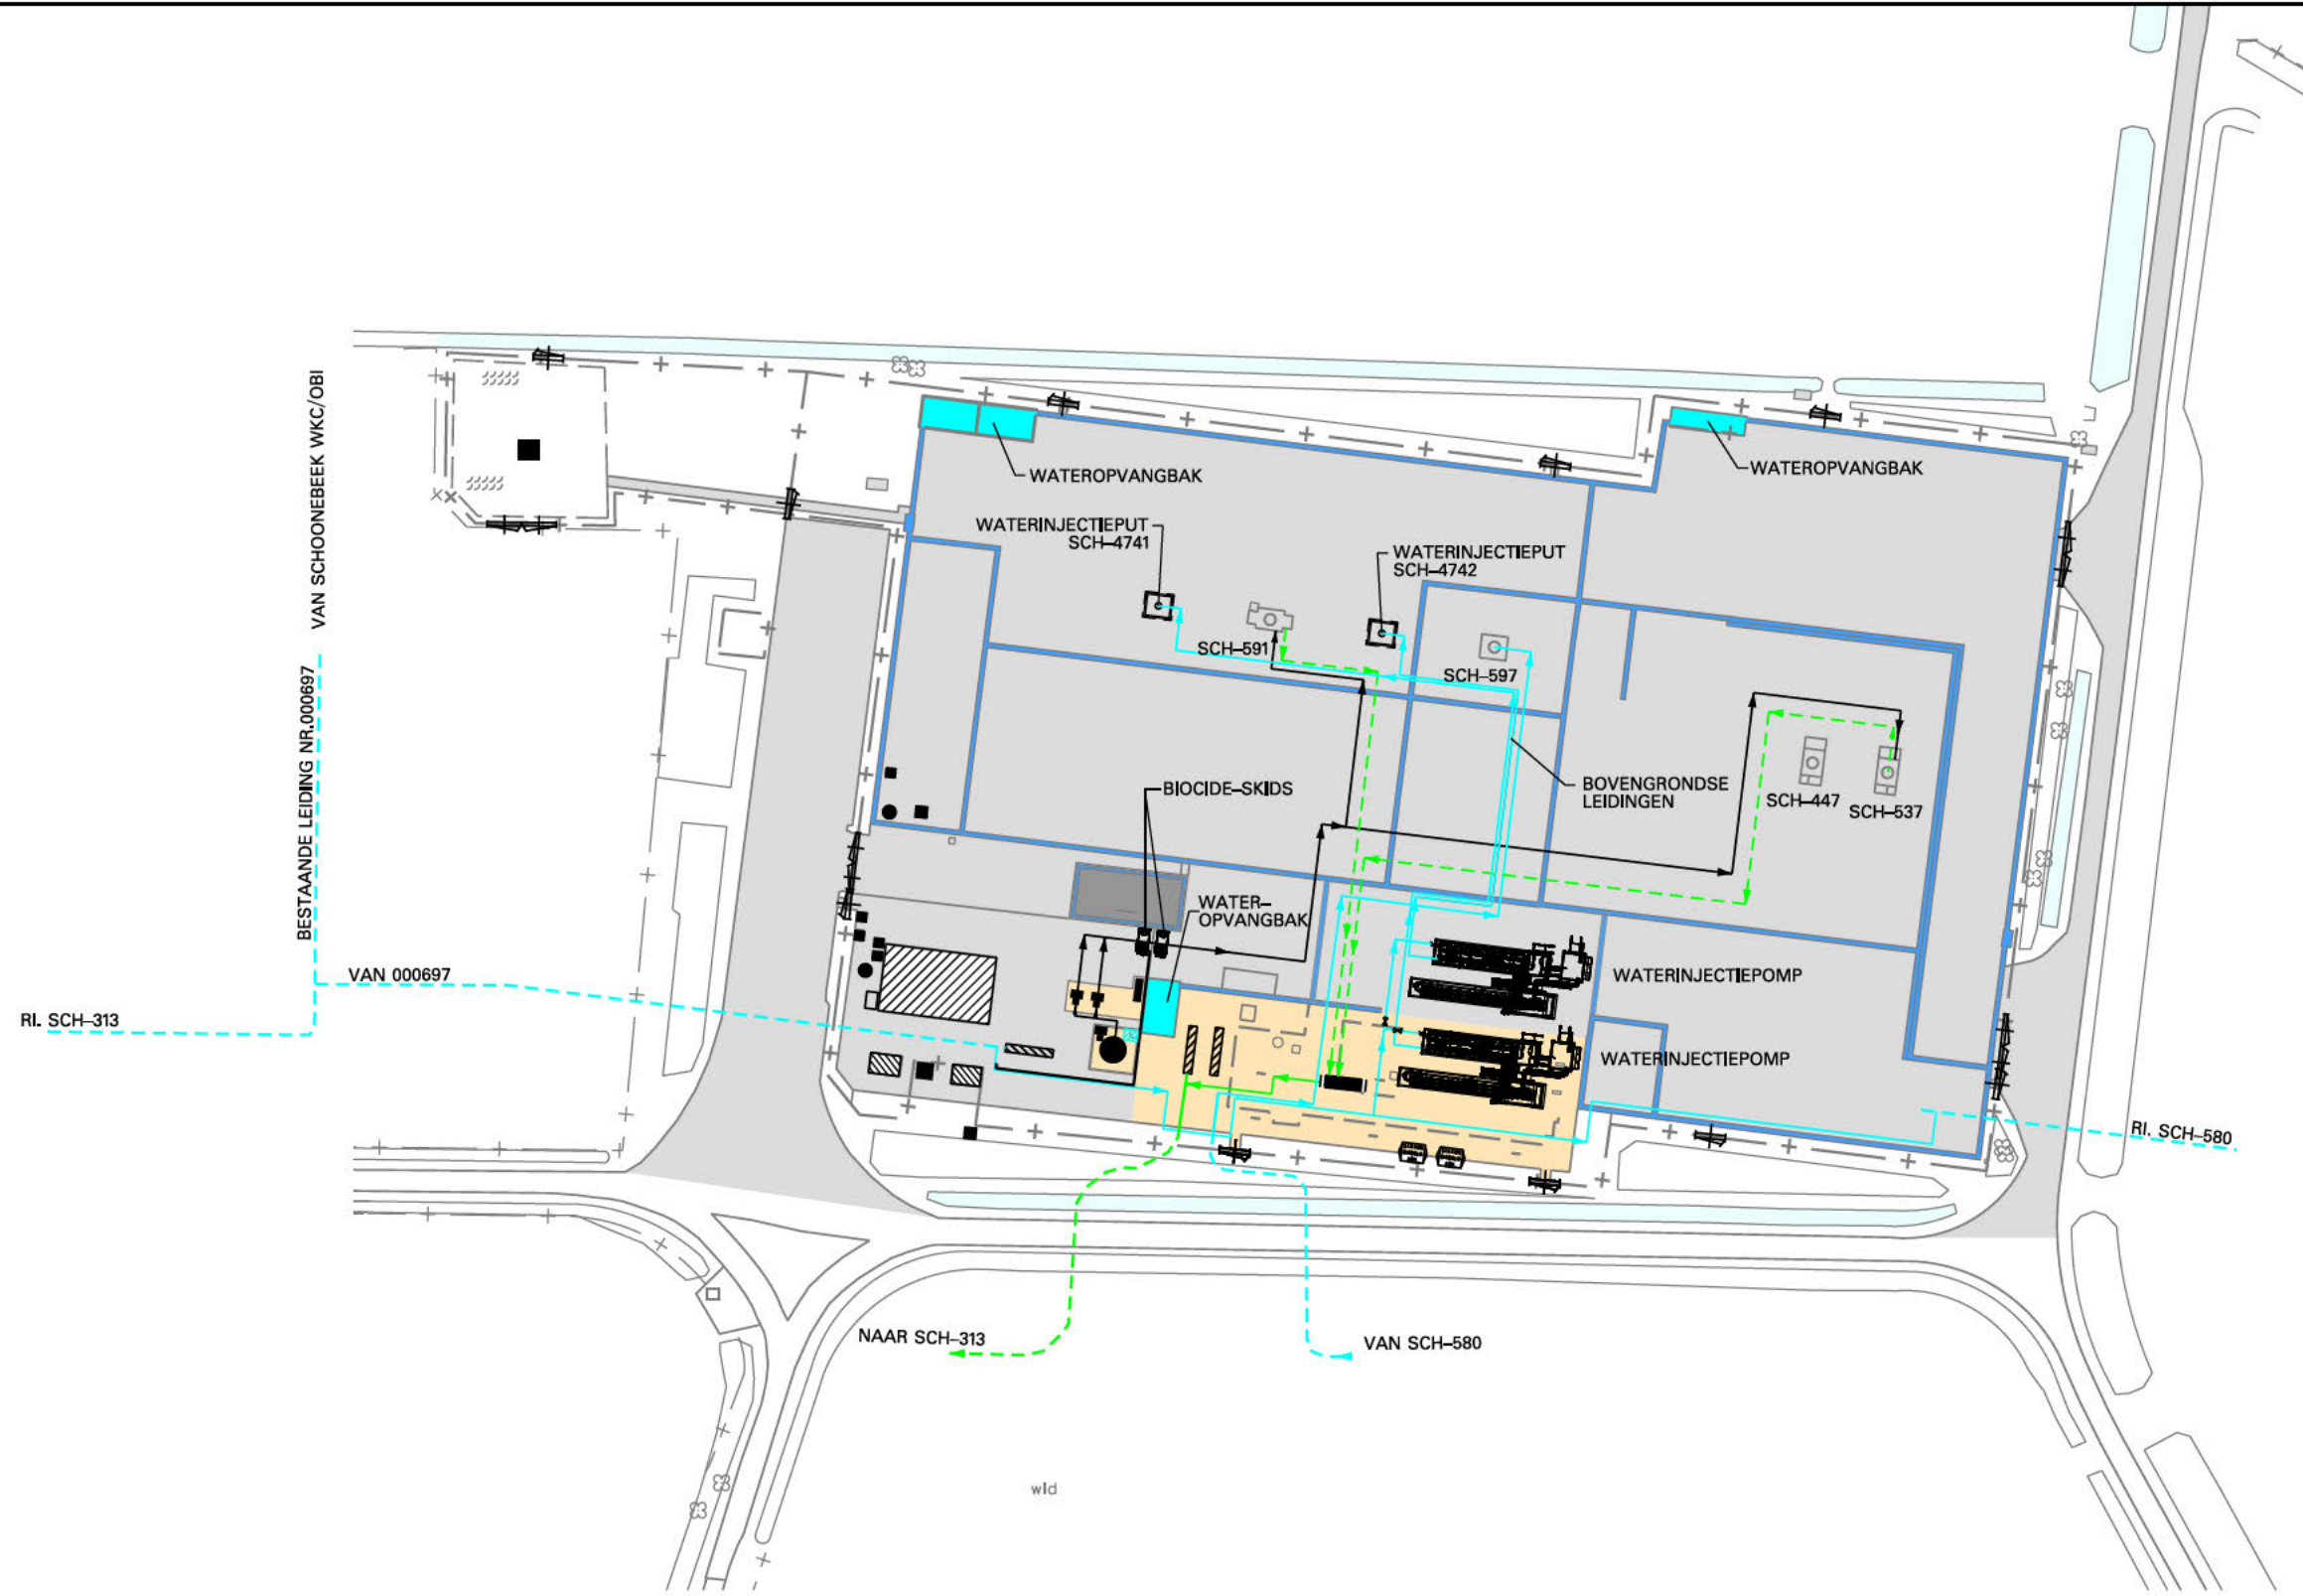 VAN SCHOONEBEEK WKC/OBI
BESTAANDE LEIDING NR.000697
WATEROPVANGBAK
WATEROPVANGBAK
WATERINJECTIEPUT
SCH-4741
WATERINJECTIEPUT
SCH-4742
SCH-591
SCH-597
BIOCIDE-SKIDS
BOVENGRONDSE
LEIDINGEN
SCH-447
SCH-537
WATER-
OPVANGBAK
VAN 000697
WATERINJECTIEPOMP
RI. SCH-313
WATERINJECTIEPOMP
RI. SCH-580
NAAR SCH-313
VAN SCH-580
wld